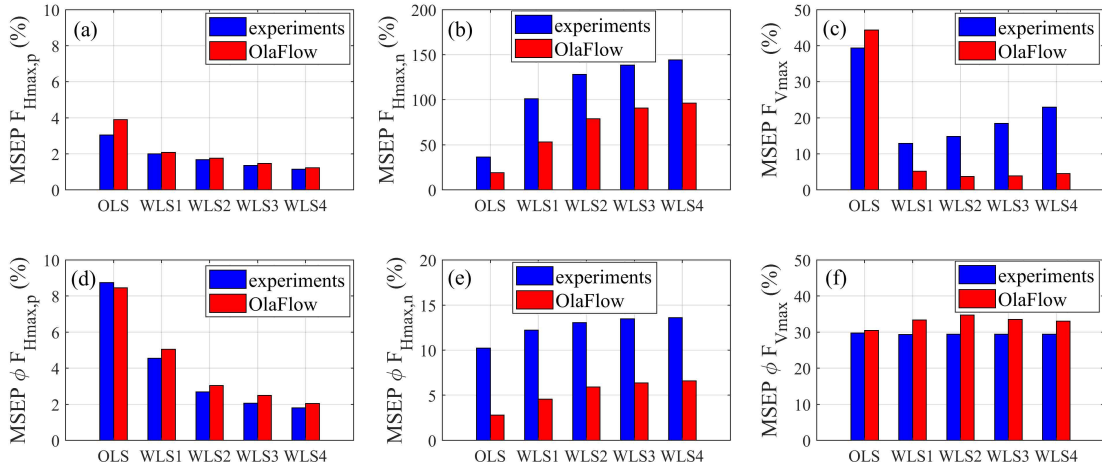 MSEP F_Hmax,p (%)
10
8
6
4
2
0
(a)
experiments
OlaFlow
OLS WLS1 WLS2 WLS3 WLS4
MSEP F_Hmax,n (%)
200
150
100
50
0
(b)
experiments
OlaFlow
OLS WLS1 WLS2 WLS3 WLS4
MSEP F_Vmax (%)
50
40
30
20
10
0
(c)
experiments
OlaFlow
OLS WLS1 WLS2 WLS3 WLS4
MSEP ϕ F_Hmax,p (%)
10
8
6
4
2
0
(d)
experiments
OlaFlow
OLS WLS1 WLS2 WLS3 WLS4
MSEP ϕ F_Hmax,n (%)
20
15
10
5
0
(e)
experiments
OlaFlow
OLS WLS1 WLS2 WLS3 WLS4
MSEP ϕ F_Vmax (%)
50
40
30
20
10
0
(f)
experiments
OlaFlow
OLS WLS1 WLS2 WLS3 WLS4